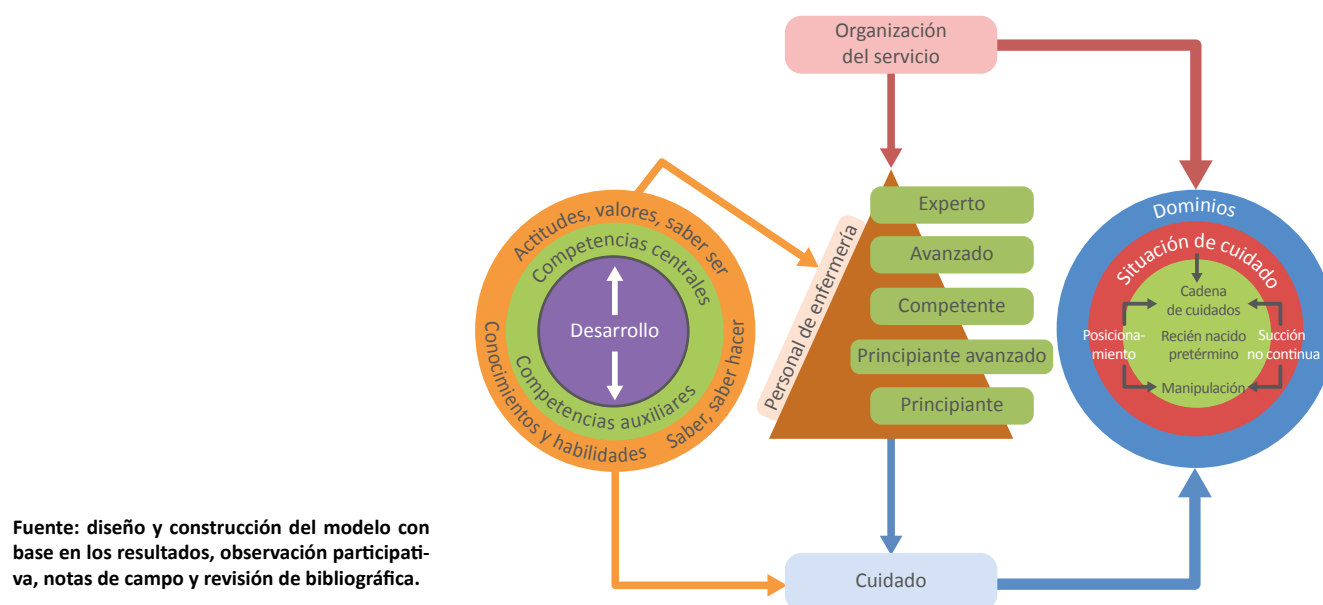 Organización
del servicio
Actitudes, valores, saber ser
Competencias centrales
Desarrollo
Competencias auxiliares
Conocimientos y habilidades
Saber, saber hacer
Personal de enfermería
Experto
Avanzado
Competente
Principiante avanzado
Principiante
Dominios
Situación de cuidado
Cadena
de cuidados
Posiciona-
miento
Recién nacido
pretérmino
Succión
no continua
Manipulación
Cuidado
Fuente: diseño y construcción del modelo con
base en los resultados, observación participati-
va, notas de campo y revisión de bibliográfica.